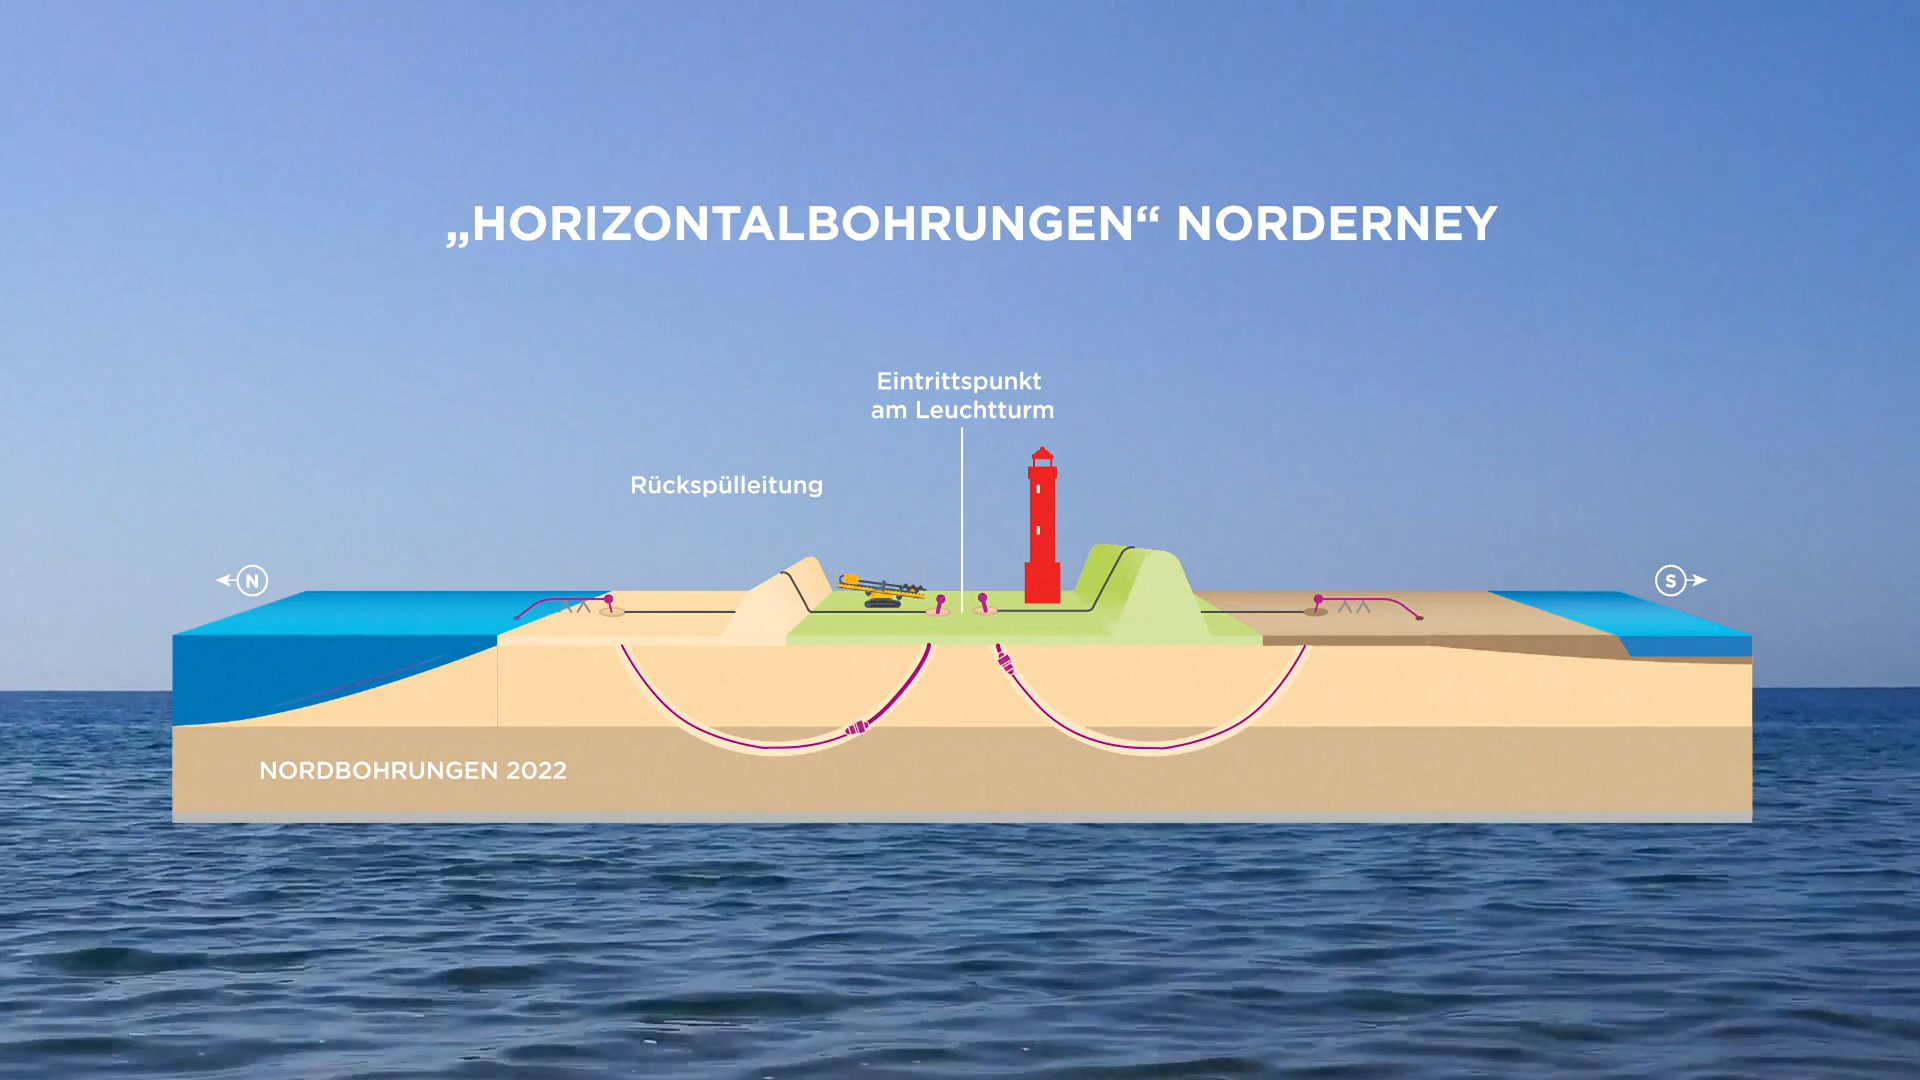 „HORIZONTALBOHRUNGEN“ NORDERNEY
Eintrittspunkt
am Leuchtturm
Rückspülleitung
N
S
NORDBOHRUNGEN 2022